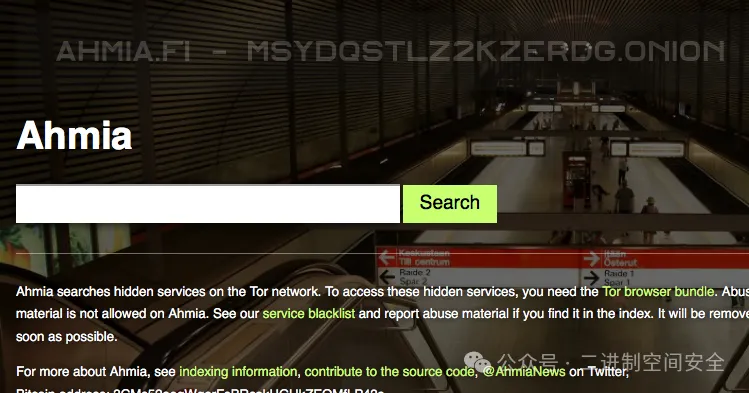 AHMIA.FI - MSYDQSTLZ2KZERDG.ONION
Ahmia
Search
Keskustaan
Till centrum
Itään
Österut
Raide 2
Spår 2
Raide 1
Spår 1
Ahmia searches hidden services on the Tor network. To access these hidden services, you need the Tor browser bundle. Abus
material is not allowed on Ahmia. See our service blacklist and report abuse material if you find it in the index. It will be remove
soon as possible.
For more about Ahmia, see indexing information, contribute to the source code, @AhmiaNews on Twitter,
公众号 · 二进制空间安全
Bitcoin address: